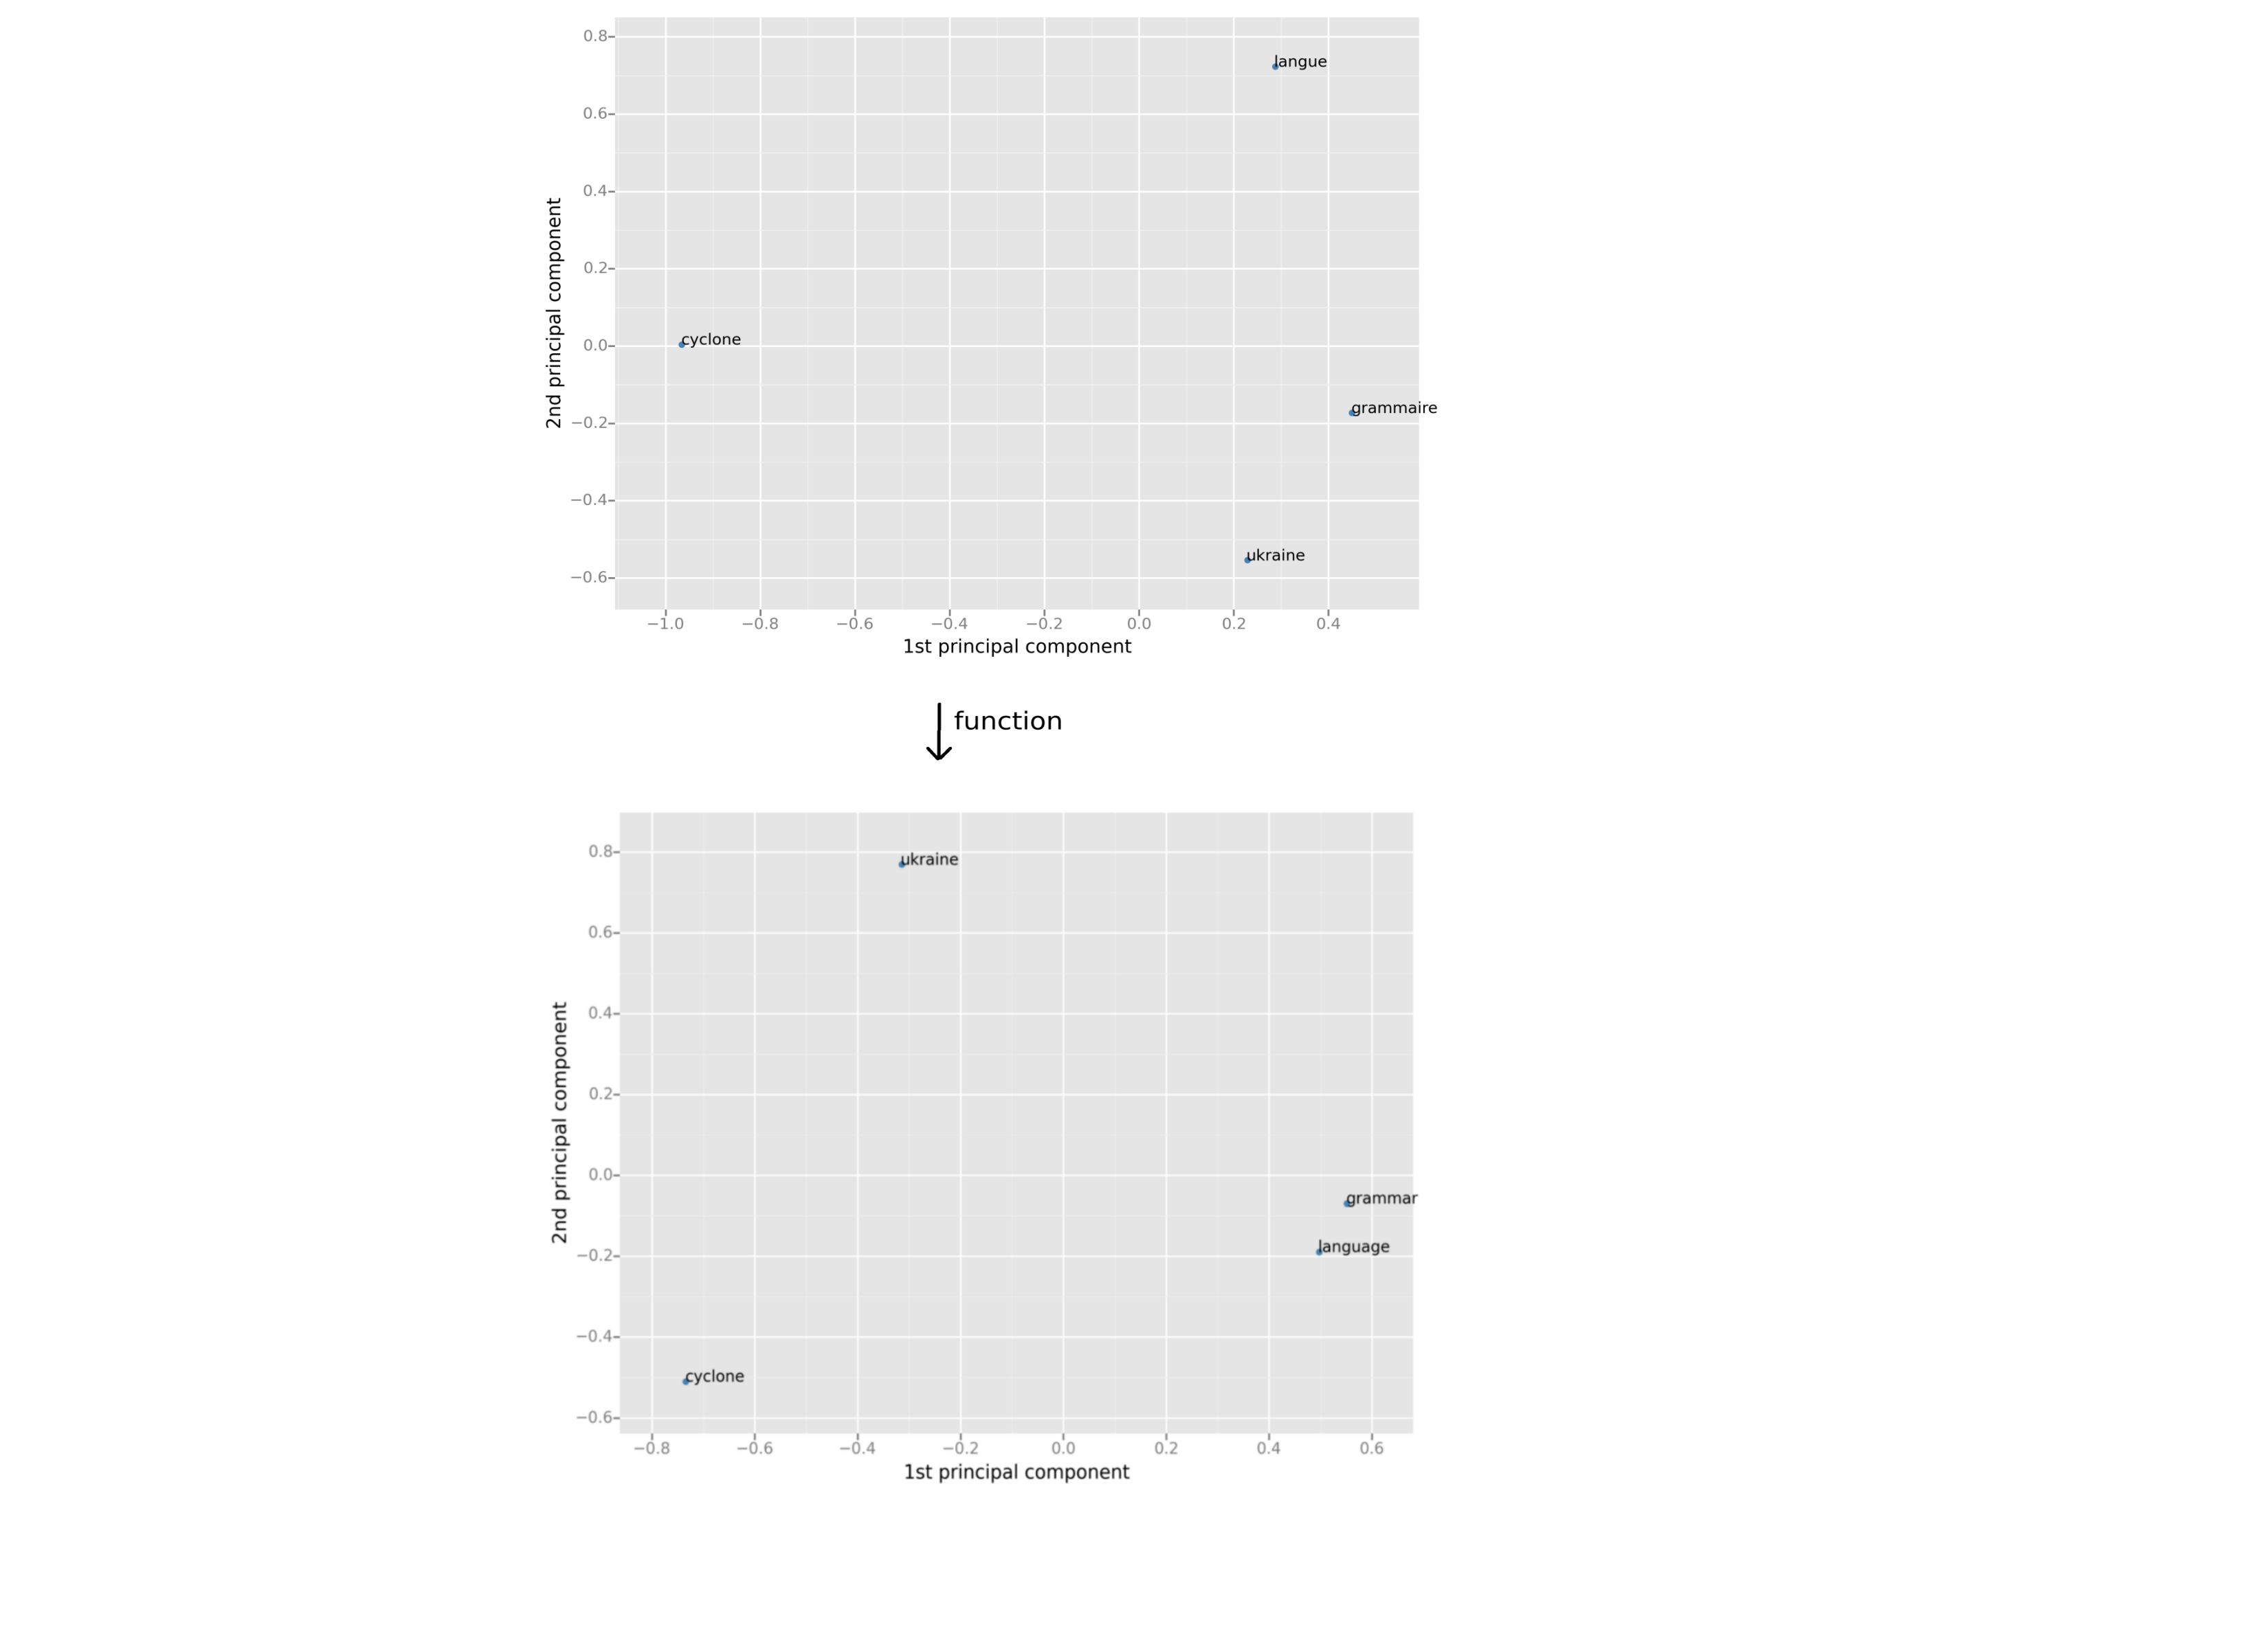 0.8
langue
0.6
0.4
0.2
2nd principal component
cyclone
0.0
grammaire
−0.2
−0.4
ukraine
−0.6
−1.0 −0.8 −0.6 −0.4 −0.2 0.0 0.2 0.4
1st principal component
function
0.8
ukraine
0.6
0.4
0.2
2nd principal component
0.0
grammar
language
−0.2
−0.4
cyclone
−0.6
−0.8 −0.6 −0.4 −0.2 0.0 0.2 0.4 0.6
1st principal component